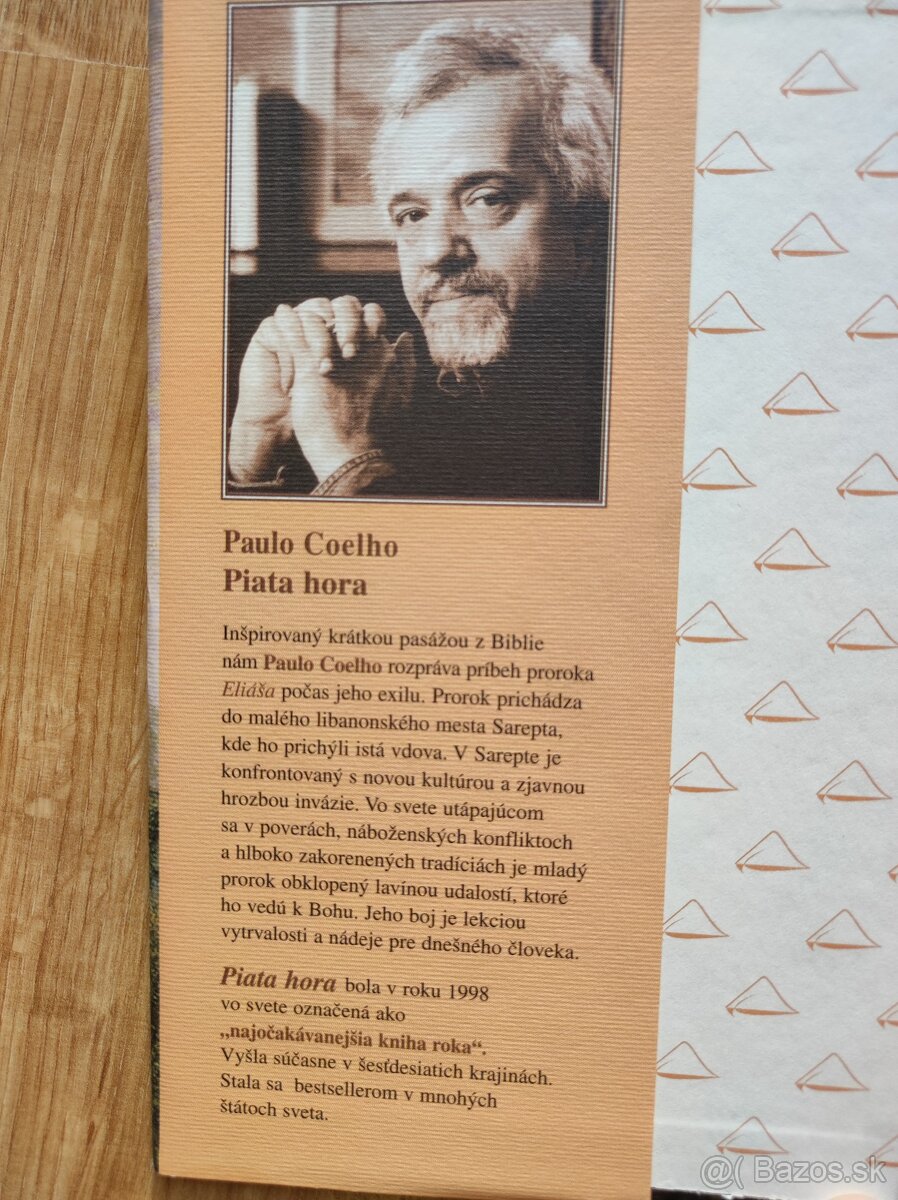 Paulo Coelho
Piata hora
Inšpirovaný krátkou pasážou z Biblie
nám Paulo Coelho rozpráva príbeh proroka
Eliáša počas jeho exilu. Prorok prichádza
do malého libanonského mesta Sarepta,
kde ho prichýli istá vdova. V Sarepte je
konfrontovaný s novou kultúrou a zjavnou
hrozbou invázie. Vo svete utápajúcom
sa v poverách, náboženských konfliktoch
a hlboko zakorenených tradíciách je mladý
prorok obklopený lavínou udalostí, ktoré
ho vedú k Bohu. Jeho boj je lekciou
vytrvalosti a nádeje pre dnešného človeka.
Piata hora bola v roku 1998
vo svete označená ako
„najočakávanejšia kniha roka“.
Vyšla súčasne v šesťdesiatich krajinách.
Stala sa bestsellerom v mnohých
štátoch sveta.
@( Bazos.sk